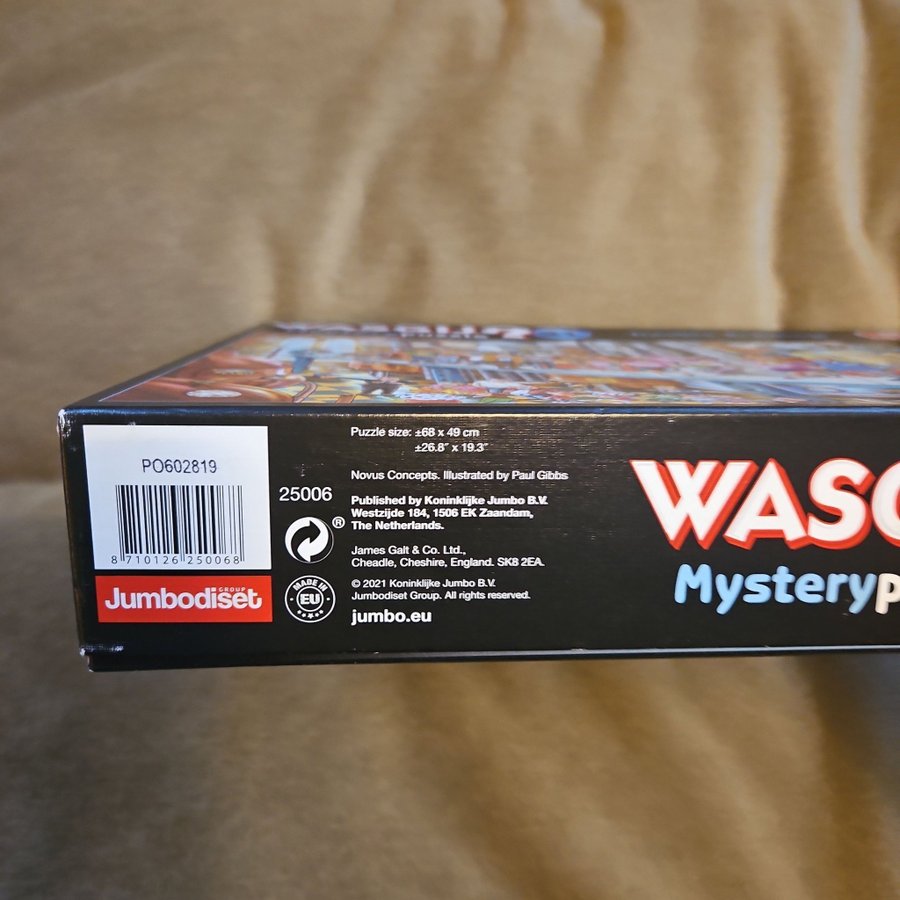 PO602819
8 710126 250068
GROUP
Jumbodiset
25006
®
MADE IN
EU
Puzzle size: ±68 x 49 cm
±26.8" x 19.3"
Novus Concepts. Illustrated by Paul Gibbs
Published by Koninklijke Jumbo B.V.
Westzijde 184, 1506 EK Zaandam,
The Netherlands.
James Galt & Co. Ltd.,
Cheadle, Cheshire, England. SK8 2EA.
© 2021 Koninklijke Jumbo B.V.
Jumbodiset Group. All rights reserved.
jumbo.eu
WASG
Mysteryp